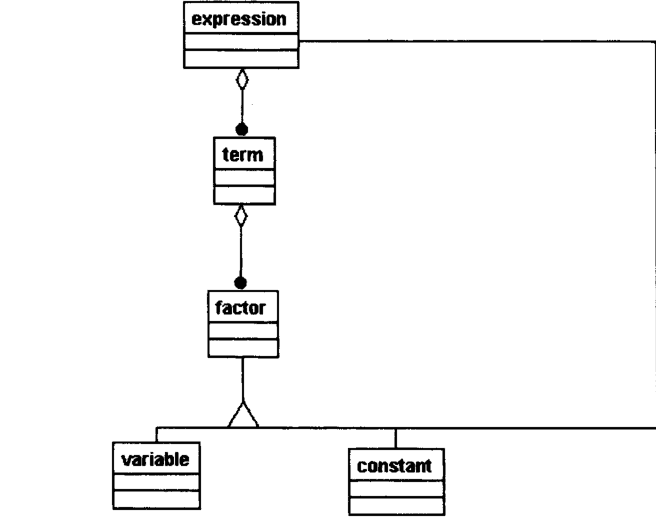 expression
term
factor
variable
constant